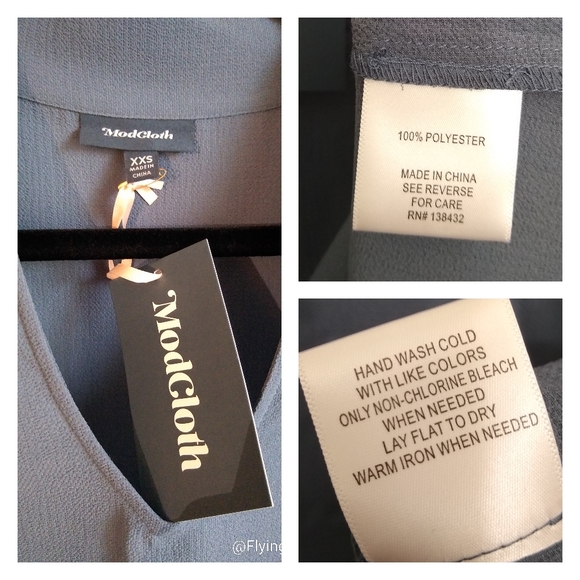 ModCloth
XXS
MADE IN
CHINA
ModCloth
@Flying
100% POLYESTER
MADE IN CHINA
SEE REVERSE
FOR CARE
RN# 138432
HAND WASH COLD
WITH LIKE COLORS
ONLY NON-CHLORINE BLEACH
WHEN NEEDED
LAY FLAT TO DRY
WARM IRON WHEN NEEDED